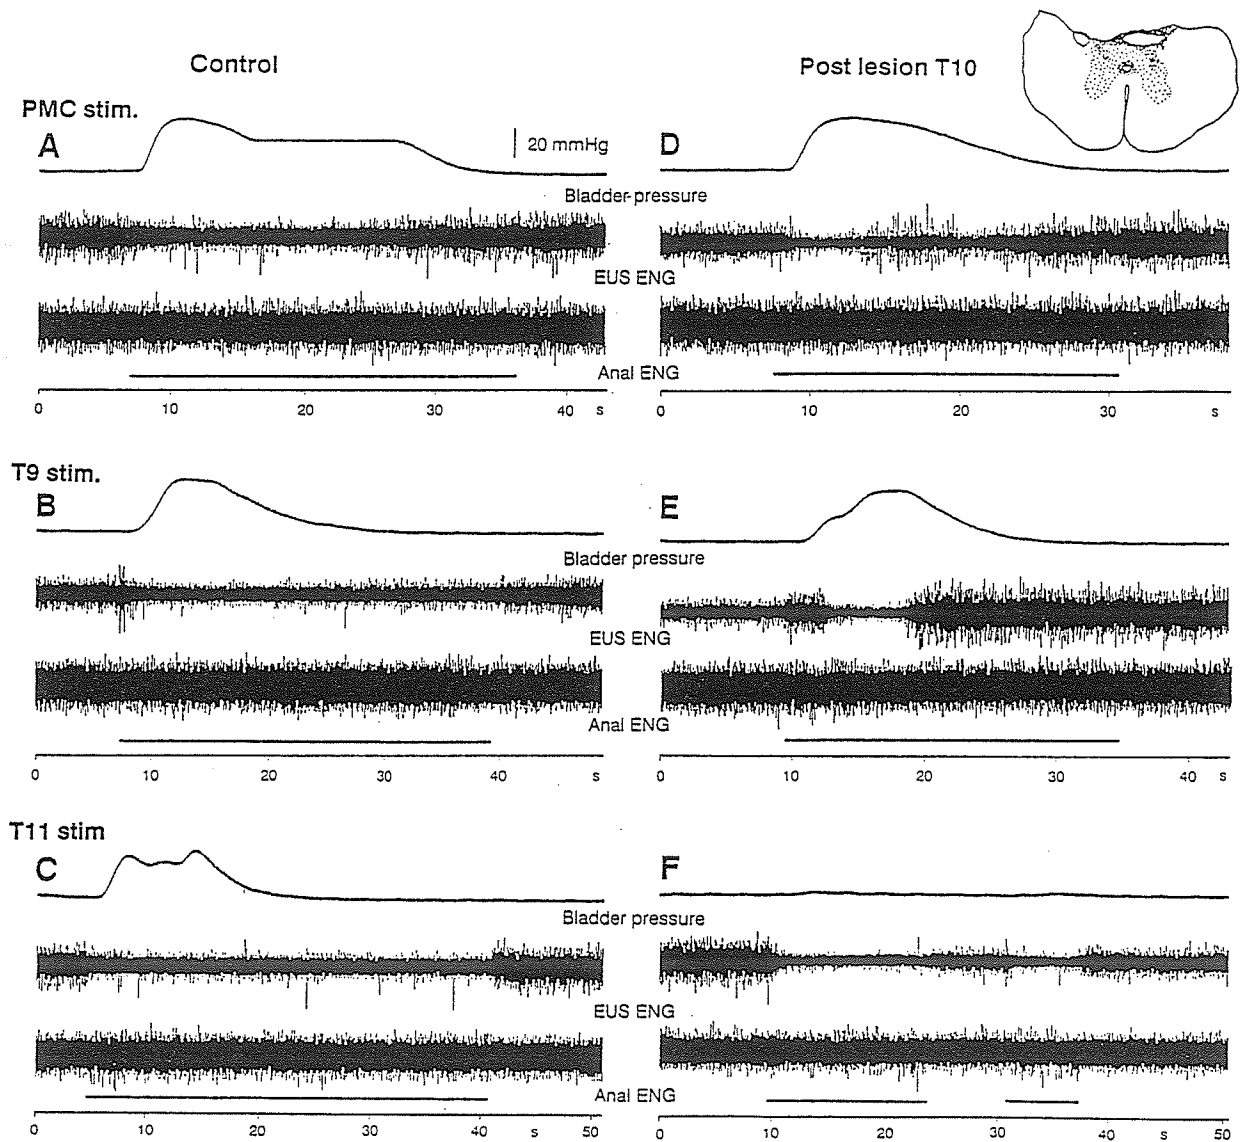 Control
Post lesion T10
PMC stim.
A
20 mmHg
D
Bladder pressure
EUS ENG
Anal ENG
0 10 20 30 40 s
0 10 20 30 s
T9 stim.
B
E
Bladder pressure
EUS ENG
Anal ENG
0 10 20 30 40 s
0 10 20 30 40 s
T11 stim
C
F
Bladder pressure
EUS ENG
Anal ENG
0 10 20 30 40 s 50
0 10 20 30 40 s 50